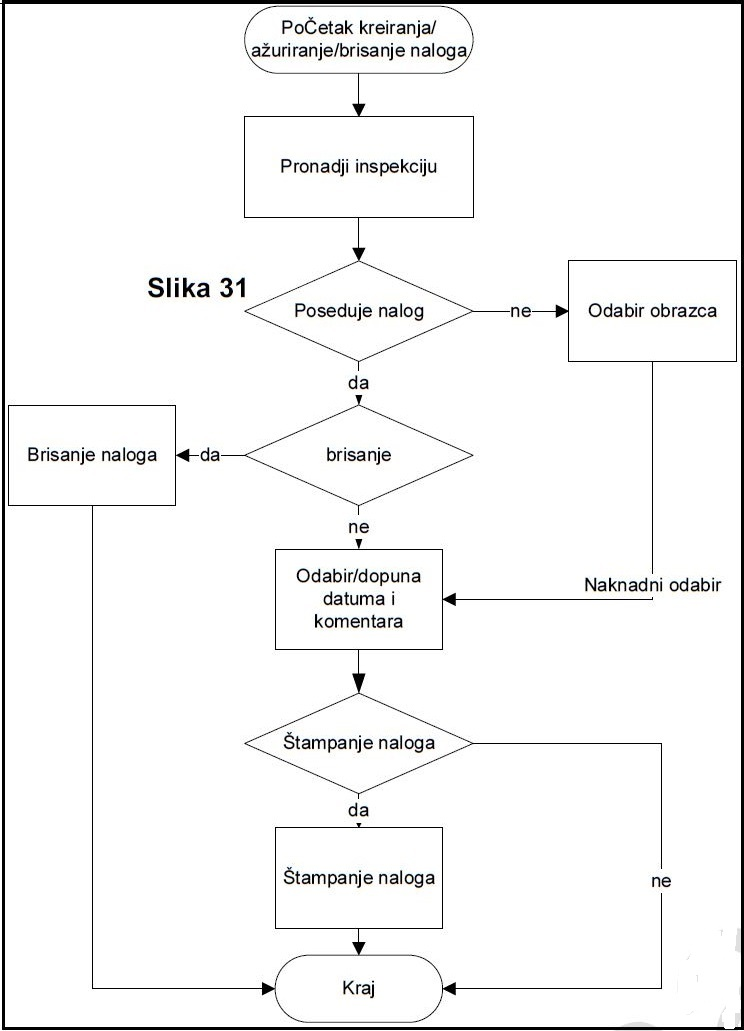 PoČetak kreiranja/
ažuriranje/brisanje naloga
Pronadji inspekciju
Slika 31
Poseduje nalog
ne
Odabir obrazca
da
Brisanje naloga
da
brisanje
ne
Odabir/dopuna
datuma i
komentara
Naknadni odabir
Štampanje naloga
da
Štampanje naloga
ne
Kraj